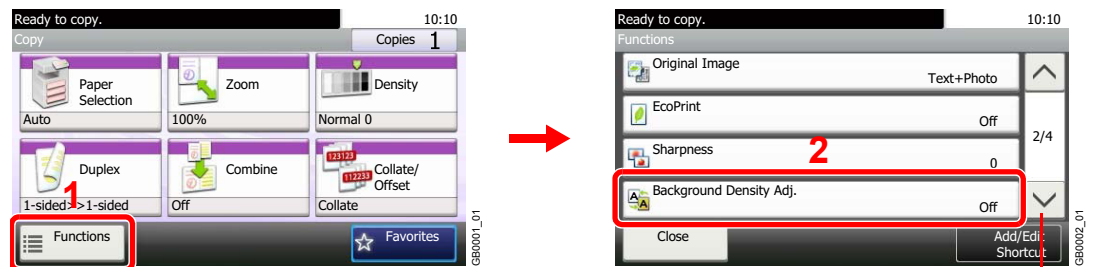 Ready to copy.
10:10
Copy
Copies 1
Paper
Selection
Zoom
Density
Auto
100%
Normal 0
Duplex
Combine
123123
112233
Collate/
Offset
1
1-sided>>1-sided
Off
Collate
Functions
Favorites
GB0001_01
Ready to copy.
10:10
Functions
Original Image
Text+Photo
EcoPrint
Off
2/4
Sharpness
0
2
Background Density Adj.
Off
Close
Add/Edit
Shortcut
GB0002_01